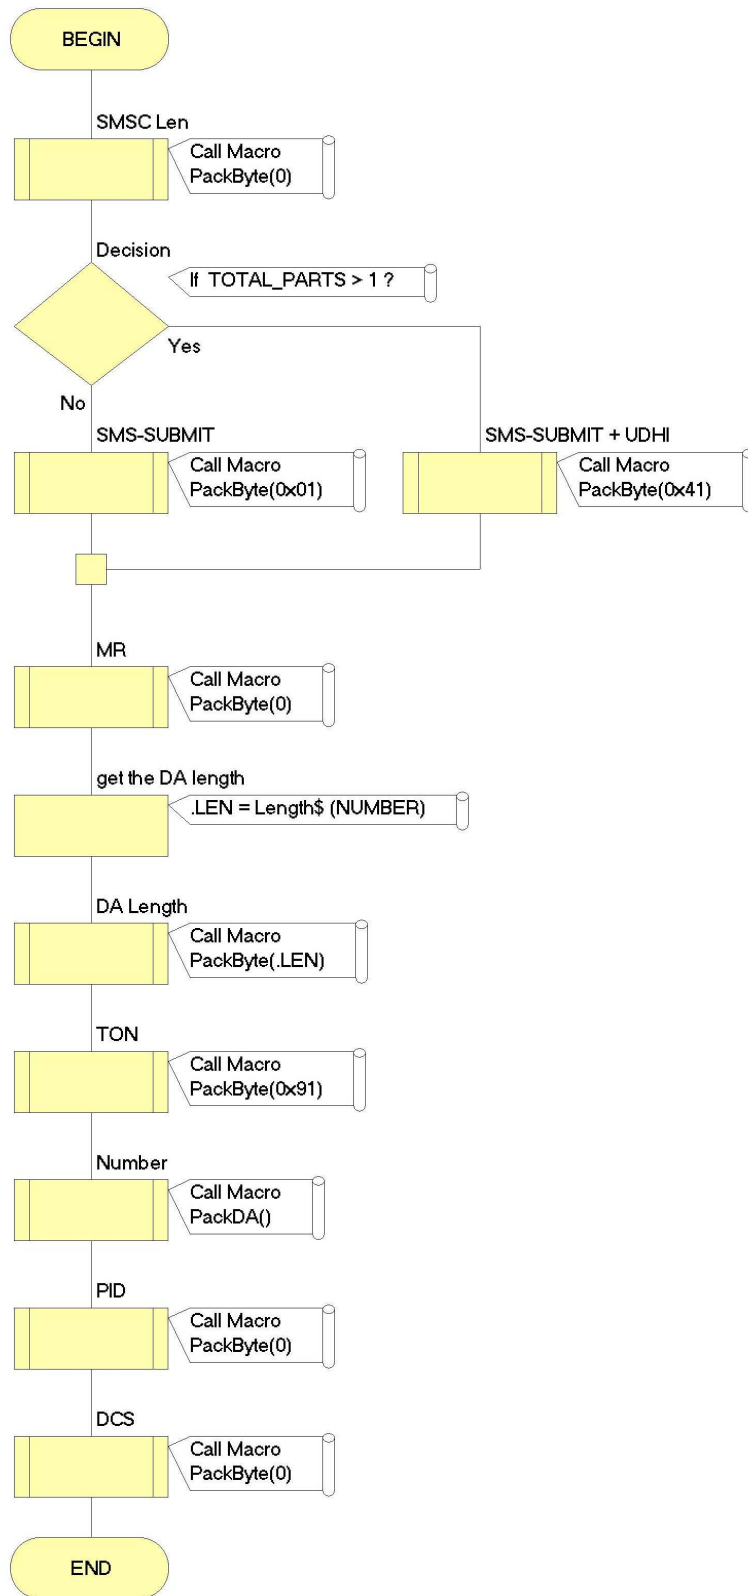 BEGIN
SMSC Len
Call Macro
PackByte(0)
Decision
If TOTAL_PARTS > 1 ?
Yes
No
SMS-SUBMIT
Call Macro
PackByte(0x01)
SMS-SUBMIT + UDHI
Call Macro
PackByte(0x41)
MR
Call Macro
PackByte(0)
get the DA length
.LEN = Length$ (NUMBER)
DA Length
Call Macro
PackByte(.LEN)
TON
Call Macro
PackByte(0x91)
Number
Call Macro
PackDA()
PID
Call Macro
PackByte(0)
DCS
Call Macro
PackByte(0)
END